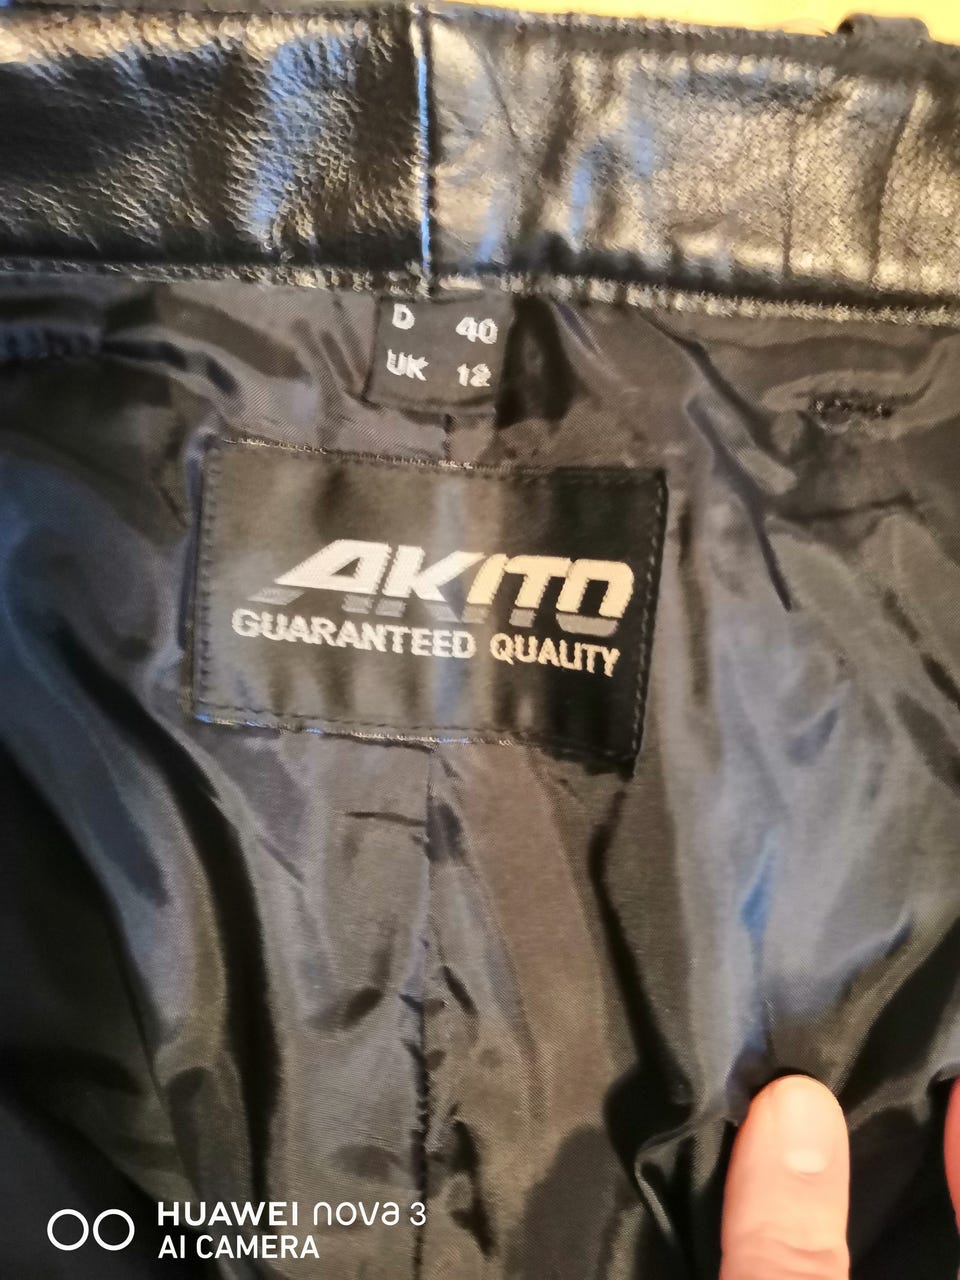 D 40
UK 12
AKITO
GUARANTEED QUALITY
HUAWEI nova 3
AI CAMERA